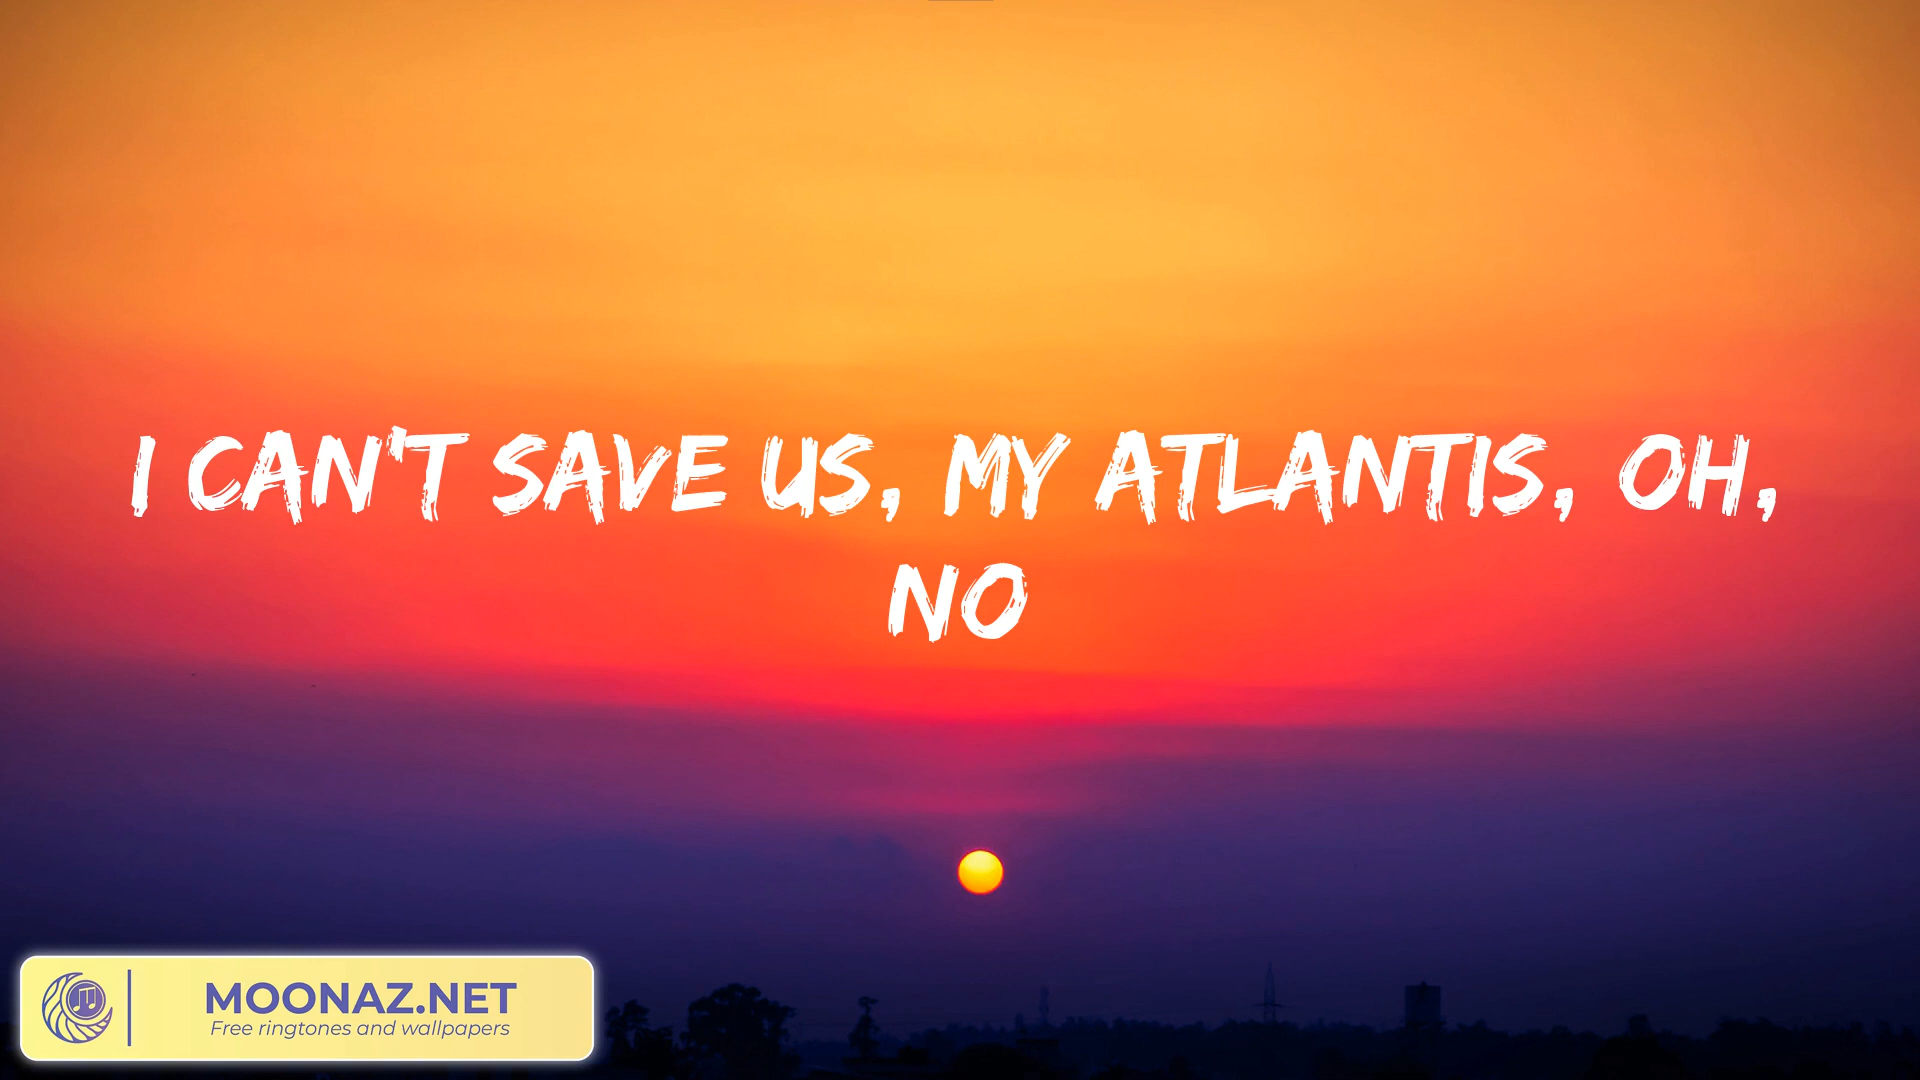 I CAN'T SAVE US, MY ATLANTIS, OH,
NO
MOONAZ.NET
Free ringtones and wallpapers